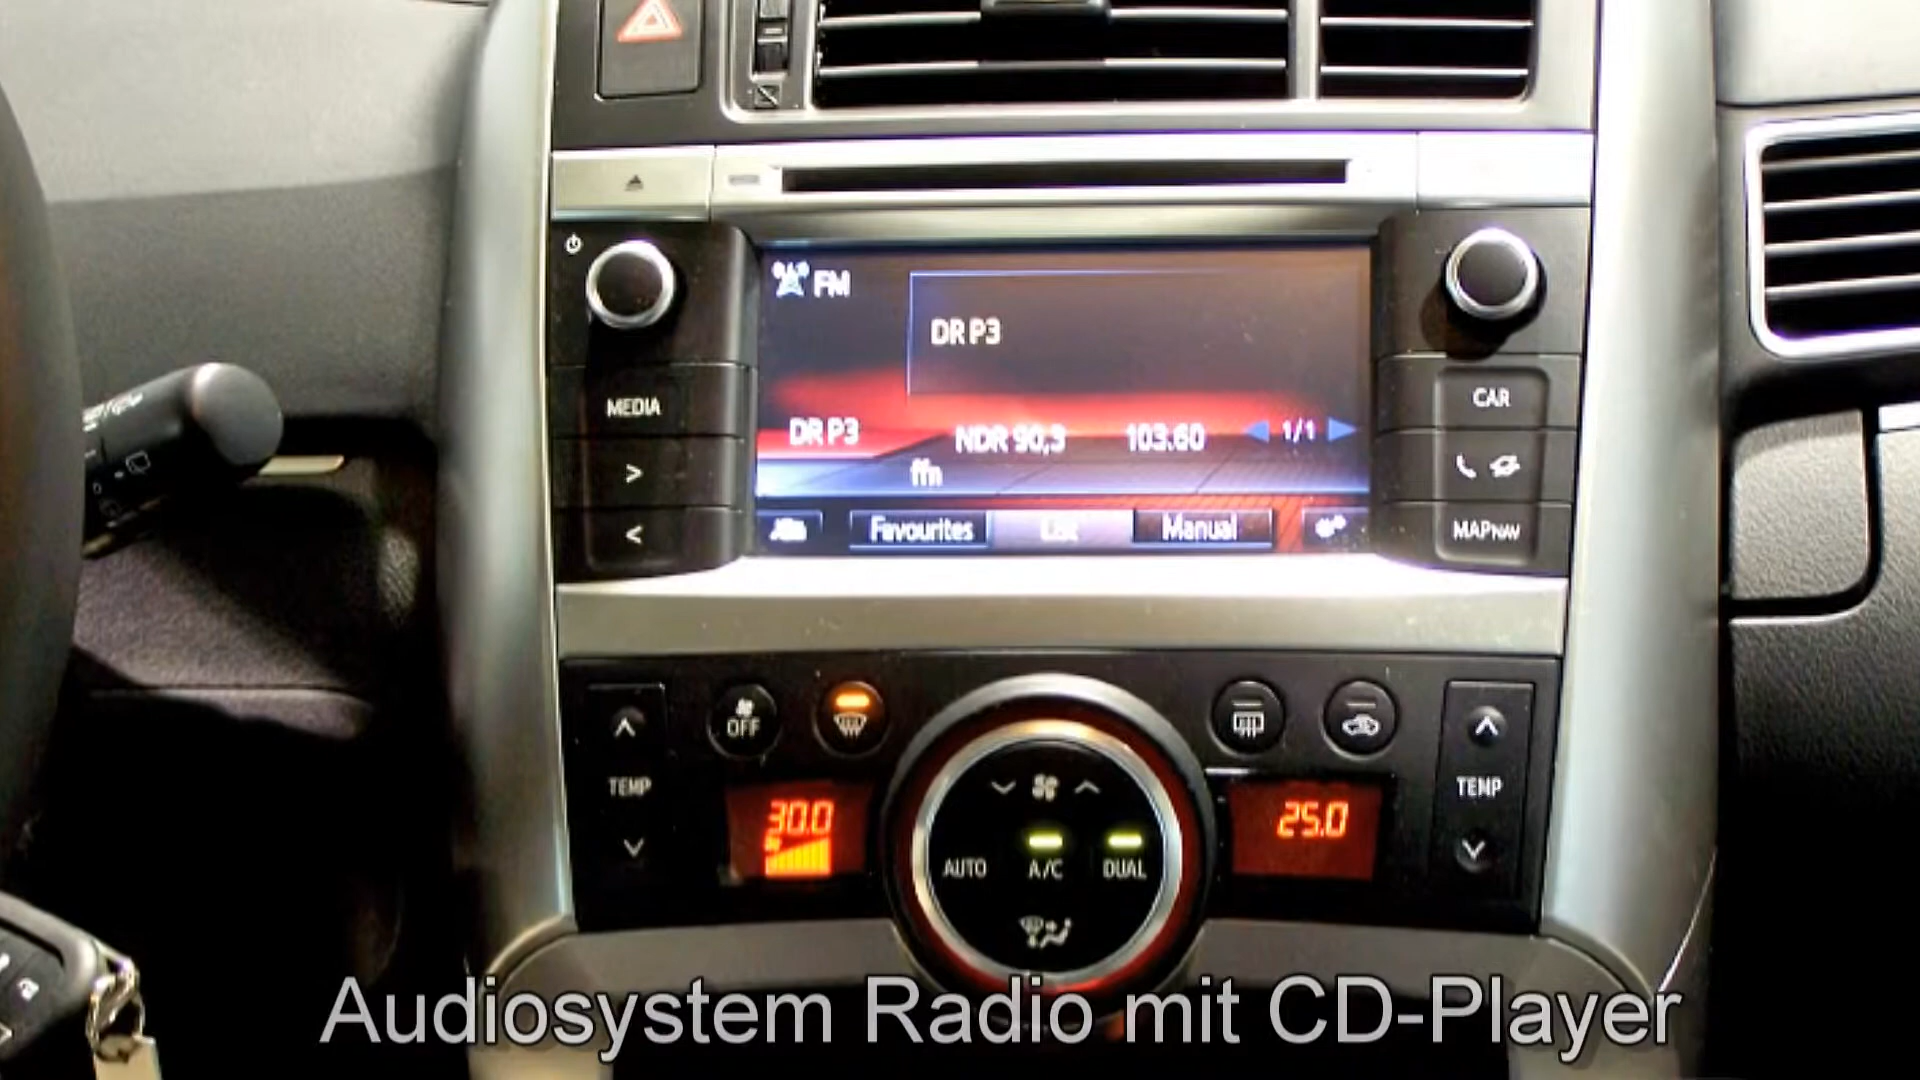 FM
DR P3
DR P3
NDR 90,3
103.60
1/1
ffn
Favourites
List
Manual
MEDIA
>
<
CAR
MAP NAV
OFF
TEMP
TEMP
30.0
25.0
AUTO
A/C
DUAL
Audiosystem Radio mit CD-Player